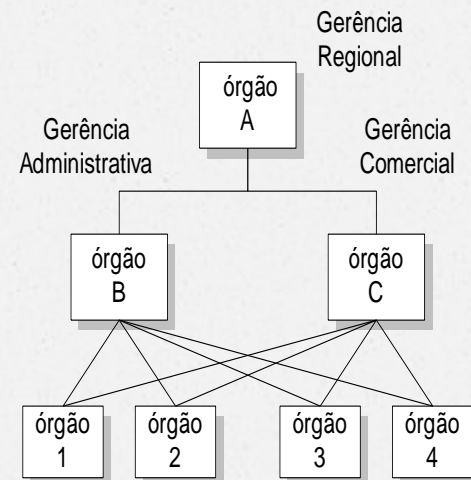 Gerência
Regional
órgão
A
Gerência
Administrativa
Gerência
Comercial
órgão
B
órgão
C
órgão
1
órgão
2
órgão
3
órgão
4